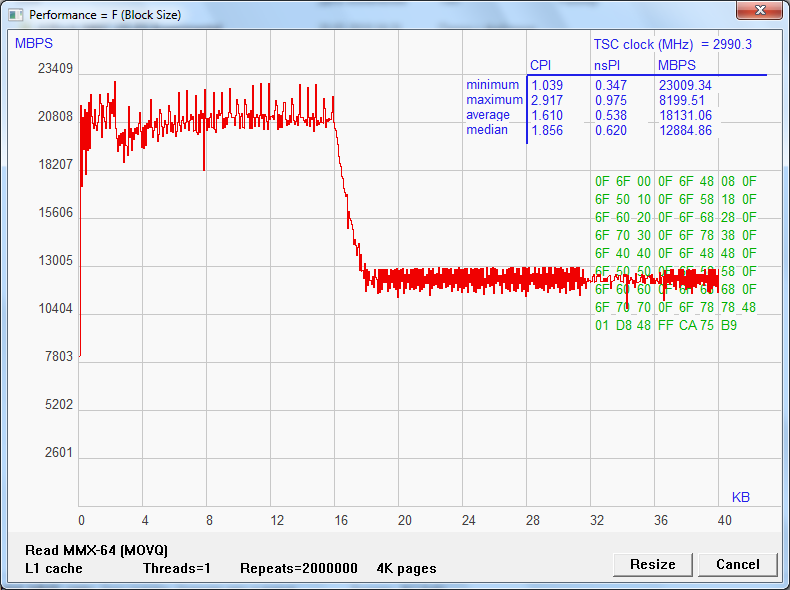 Performance = F (Block Size)
MBPS
TSC clock (MHz) = 2990.3
CPI nsPI MBPS
minimum 1.039 0.347 23009.34
maximum 2.917 0.975 8199.51
average 1.610 0.538 18131.06
median 1.856 0.620 12884.86
23409
20808
18207
15606
13005
10404
7803
5202
2601
0F 6F 00 0F 6F 48 08 0F
6F 50 10 0F 6F 58 18 0F
6F 60 20 0F 6F 68 28 0F
6F 70 30 0F 6F 78 38 0F
6F 40 40 0F 6F 48 48 0F
6F 50 50 0F 6F 58 58 0F
6F 60 60 0F 6F 68 68 0F
6F 70 70 0F 6F 78 78 48
01 D8 48 FF CA 75 B9
KB
0 4 8 12 16 20 24 28 32 36 40
Read MMX-64 (MOVQ)
L1 cache Threads=1 Repeats=2000000 4K pages
Resize Cancel